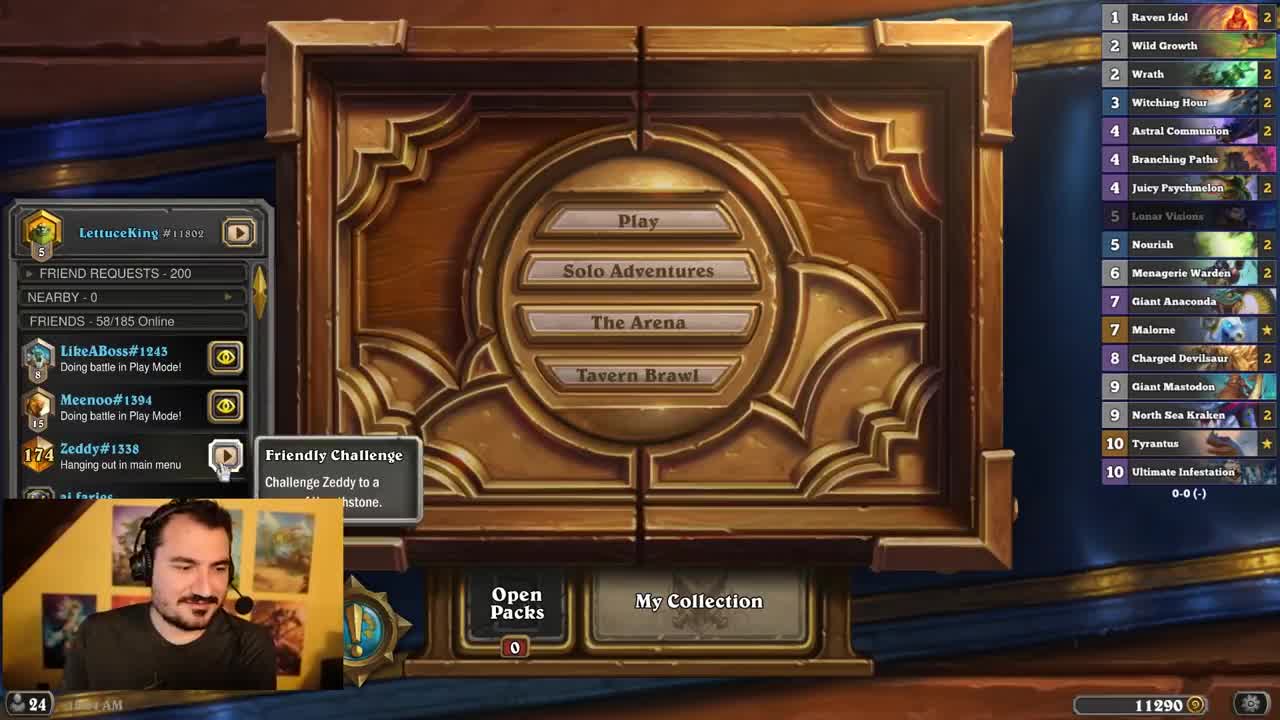 LettuceKing #11802
5
FRIEND REQUESTS - 200
NEARBY - 0
FRIENDS - 58/185 Online
LikeABoss#1243
Doing battle in Play Mode!
8
Meenoo#1394
Doing battle in Play Mode!
15
174
Zeddy#1338
Hanging out in main menu
Friendly Challenge
Challenge Zeddy to a
Play
Solo Adventures
The Arena
Tavern Brawl
Open
Packs
0
My Collection
1 Raven Idol 2
2 Wild Growth
2 Wrath 2
3 Witching Hour 2
4 Astral Communion 2
4 Branching Paths
4 Juicy Psychmelon 2
5 Lunar Visions
5 Nourish 2
6 Menagerie Warden 2
7 Giant Anaconda
7 Malorne
8 Charged Devilsaur 2
9 Giant Mastodon
9 North Sea Kraken 2
10 Tyrantus
10 Ultimate Infestation
0-0 (-)
24
AM
11290